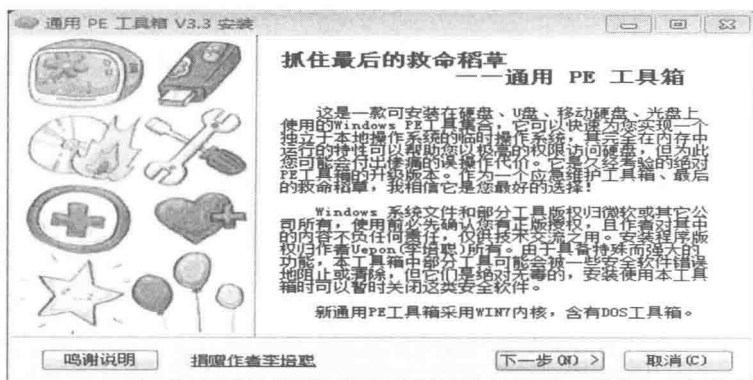 通用 PE 工具箱 V3.3 安装
抓住最后的救命稻草
——通用 PE 工具箱
这是一款可安装在硬盘、U盘、移动硬盘、光盘上
使用的Windows PE工具集合，它可以快速为您实现一个
独立于本地操作系统的临时操作系统，其完全在内存中
运行的特性可以帮助您以极高的权限访问硬盘，但为此
您可能会付出惨痛的误操作代价。它是久经考验的绝对
PE工具箱的升级版本。作为一个应急维护工具箱、最后
的救命稻草，我相信它是您最好的选择！
Windows 系统文件和部分工具版权归微软或其它公
司所有，使用前必先确认您有正版授权，且作者对其中
的内容不负任何责任，仅供技术交流之用。安装程序版
权归作者Uepon(李培聪)所有。由于具备特殊而强大的
功能，本工具箱中部分工具可能会被一些安全软件错误
地阻止或清除，但它们是绝对无毒的，安装使用本工具
箱时可以暂时关闭这类安全软件。
新通用PE工具箱采用WIN7内核，含有DOS工具箱。
鸣谢说明 捐赠作者李培聪 下一步(N) > 取消(C)